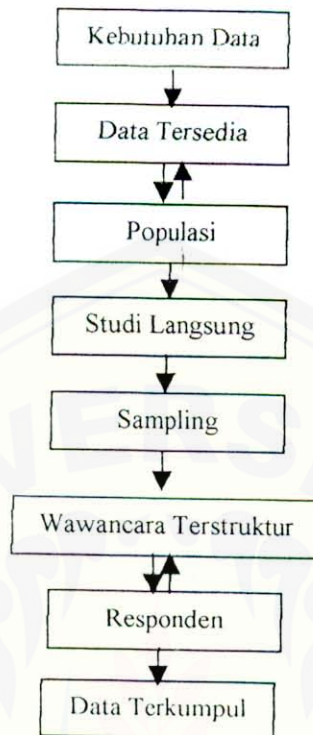 Kebutuhan Data
Data Tersedia
Populasi
Studi Langsung
Sampling
Wawancara Terstruktur
Responden
Data Terkumpul